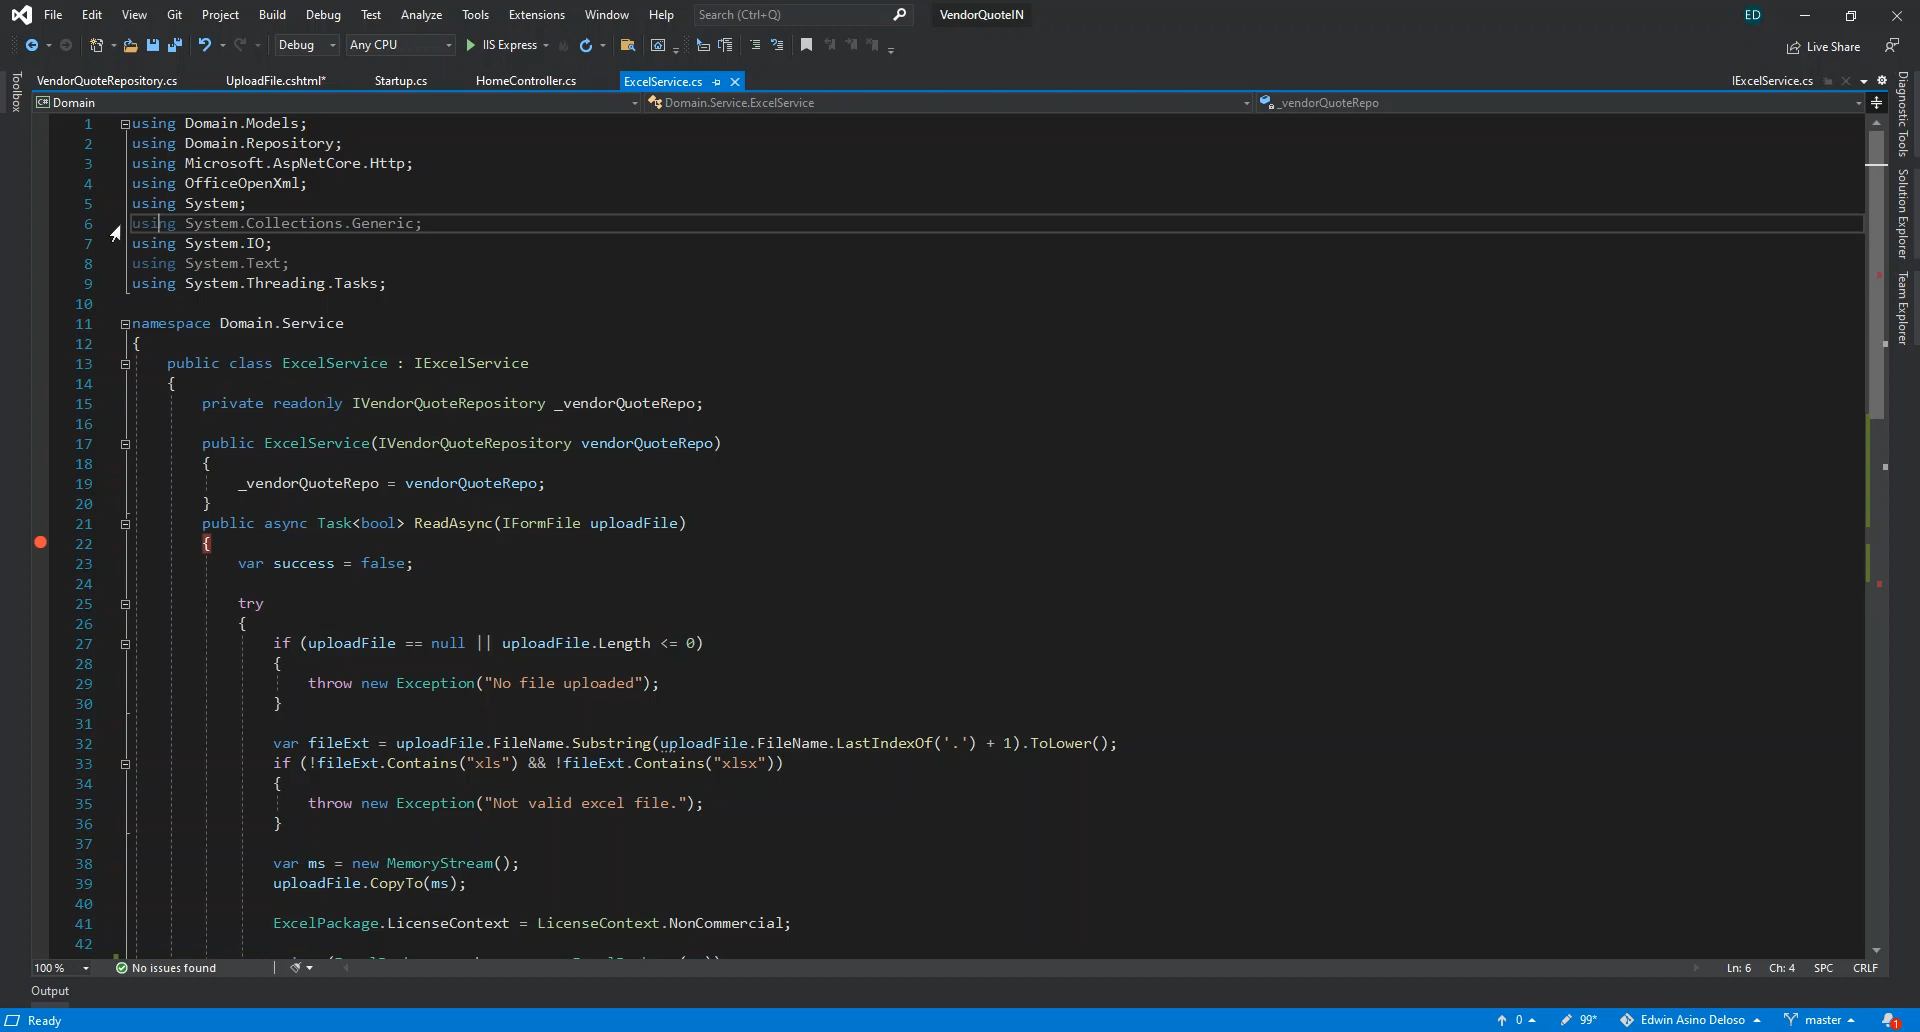 File Edit View Git Project Build Debug Test Analyze Tools Extensions Window Help Search (Ctrl+Q) VendorQuoteIN ED
Debug Any CPU IIS Express Live Share
VendorQuoteRepository.cs UploadFile.cshtml* Startup.cs HomeController.cs ExcelService.cs IExcelService.cs
Domain Domain.Service.ExcelService _vendorQuoteRepo
Toolbox
Diagnostic Tools
Solution Explorer
Team Explorer
1 using Domain.Models;
2 using Domain.Repository;
3 using Microsoft.AspNetCore.Http;
4 using OfficeOpenXml;
5 using System;
6 using System.Collections.Generic;
7 using System.IO;
8 using System.Text;
9 using System.Threading.Tasks;
10
11 namespace Domain.Service
12 {
13 public class ExcelService : IExcelService
14 {
15 private readonly IVendorQuoteRepository _vendorQuoteRepo;
16
17 public ExcelService(IVendorQuoteRepository vendorQuoteRepo)
18 {
19 _vendorQuoteRepo = vendorQuoteRepo;
20 }
21 public async Task<bool> ReadAsync(IFormFile uploadFile)
22 {
23 var success = false;
24
25 try
26 {
27 if (uploadFile == null || uploadFile.Length <= 0)
28 {
29 throw new Exception("No file uploaded");
30 }
31
32 var fileExt = uploadFile.FileName.Substring(uploadFile.FileName.LastIndexOf('.') + 1).ToLower();
33 if (!fileExt.Contains("xls") && !fileExt.Contains("xlsx"))
34 {
35 throw new Exception("Not valid excel file.");
36 }
37
38 var ms = new MemoryStream();
39 uploadFile.CopyTo(ms);
40
41 ExcelPackage.LicenseContext = LicenseContext.NonCommercial;
42
100 % No issues found Ln: 6 Ch: 4 SPC CRLF
Output
Ready 0 99* Edwin Asino Deloso master 1